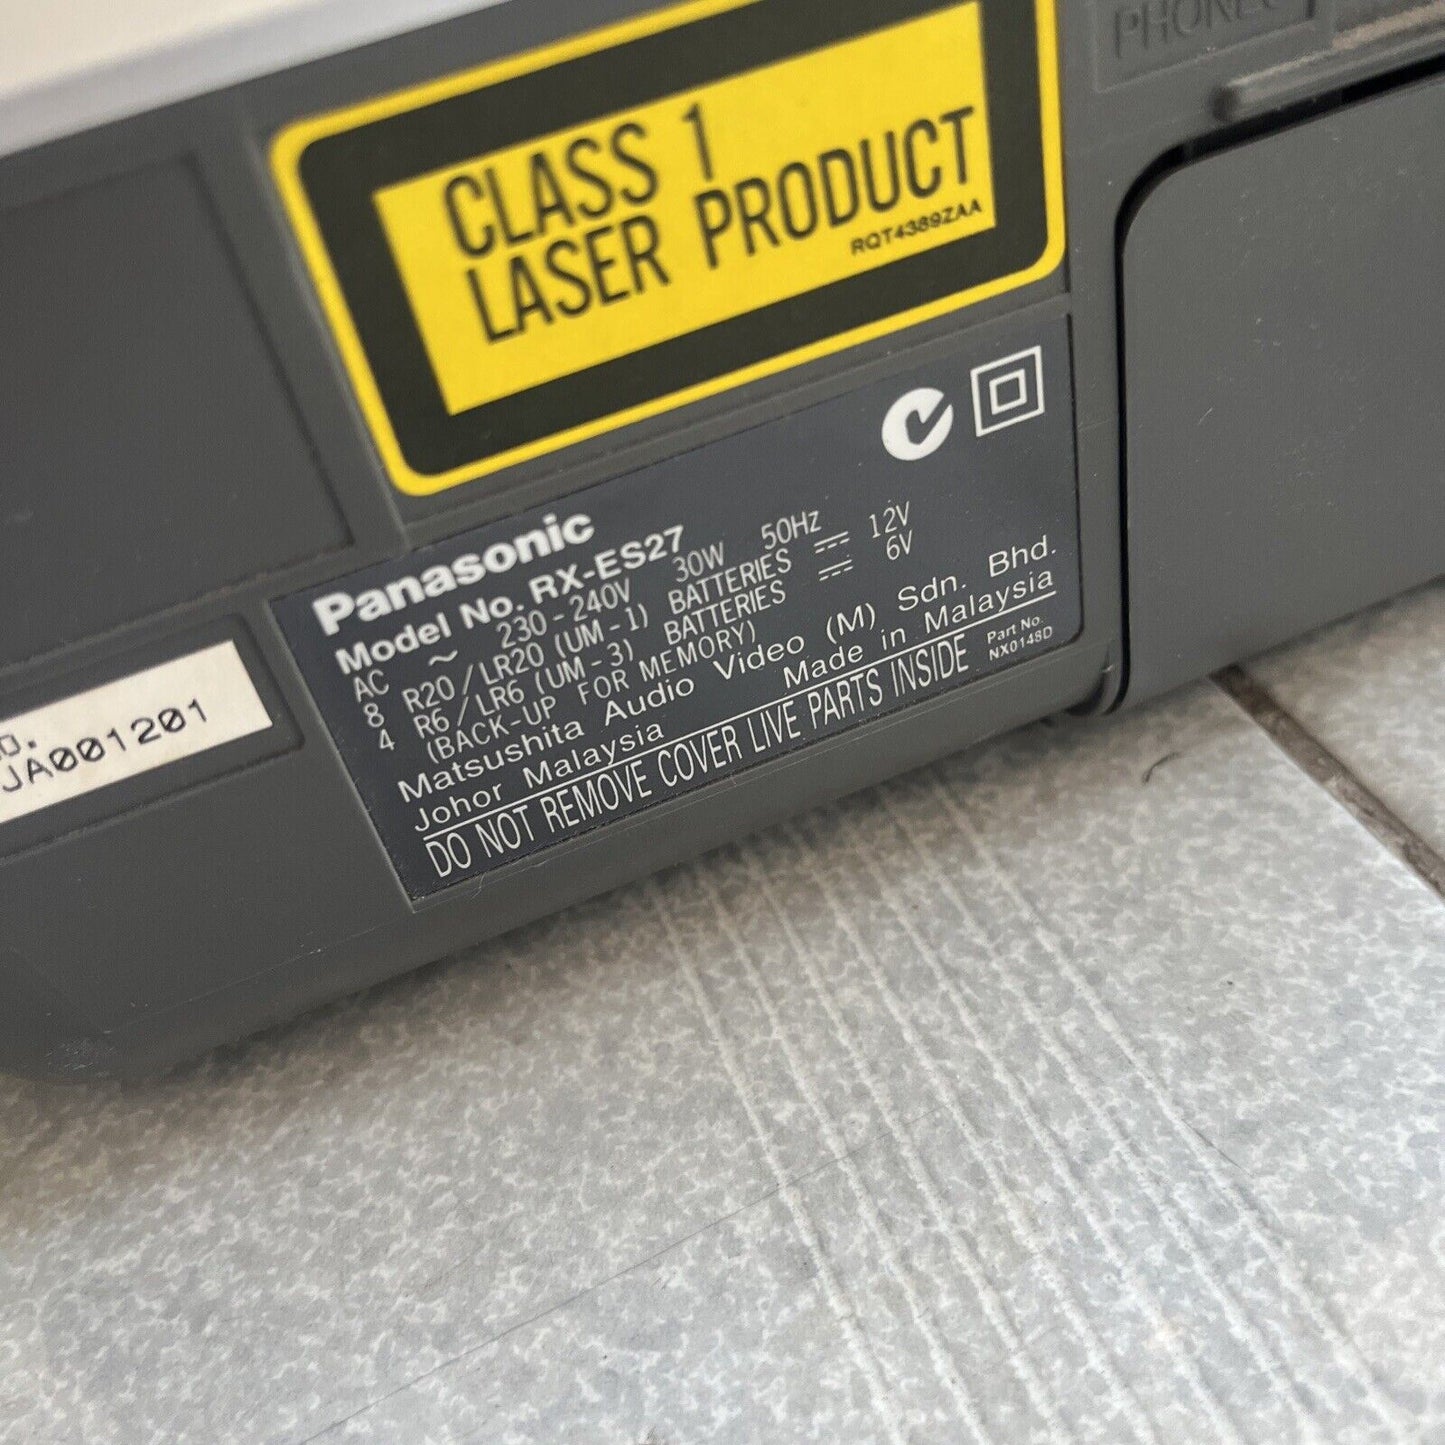 PHONES
CLASS 1
LASER PRODUCT
RQT4389ZAA
Panasonic
Model No. RX-ES27
AC ~ 230-240V 30W 50Hz
8 R20/LR20 (UM-1) BATTERIES ⎓ 12V
4 R6/LR6 (UM-3) BATTERIES ⎓ 6V
(BACK-UP FOR MEMORY)
Matsushita Audio Video (M) Sdn. Bhd.
Johor Malaysia Made in Malaysia
DO NOT REMOVE COVER LIVE PARTS INSIDE
Part No.
NX0148D
JA001201